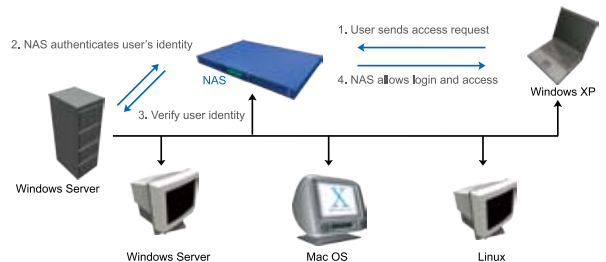 1. User sends access request
2. NAS authenticates user's identity
NAS
4. NAS allows login and access
Windows XP
3. Verify user identity
Windows Server
Windows Server
Mac OS
Linux
X